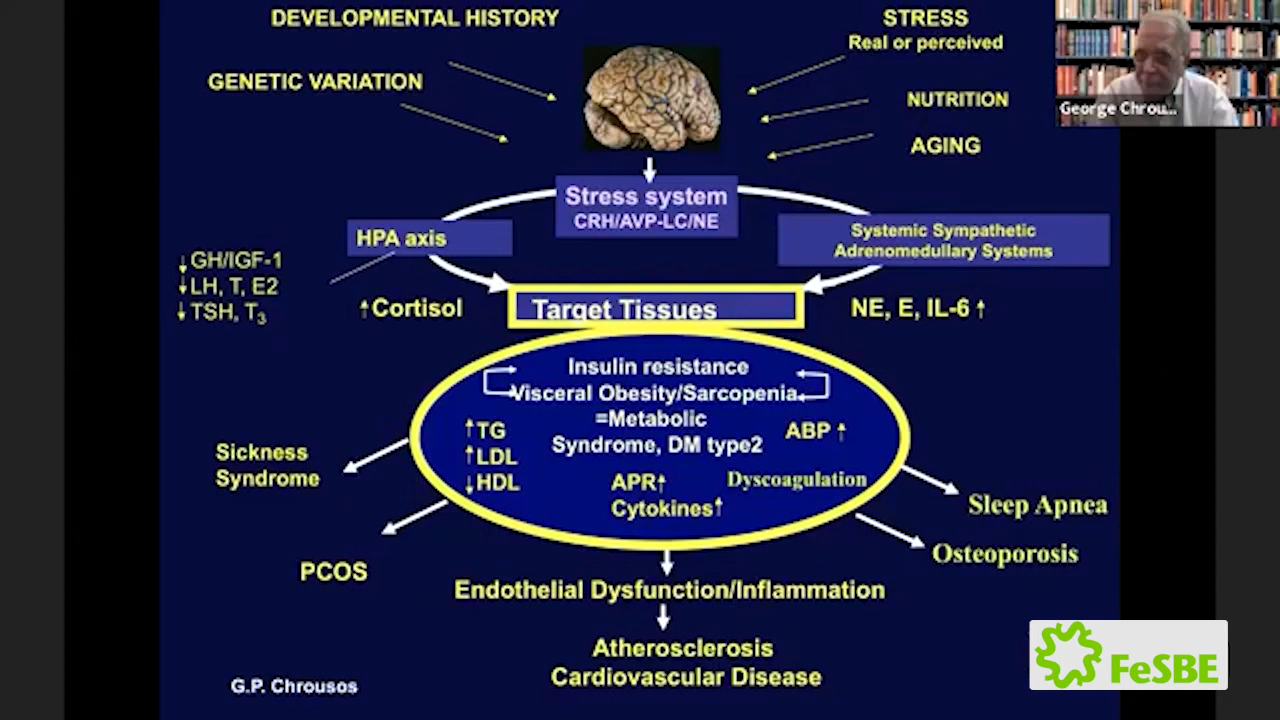 DEVELOPMENTAL HISTORY
STRESS
Real or perceived
GENETIC VARIATION
NUTRITION
George Chrou...
AGING
Stress system
CRH/AVP-LC/NE
HPA axis
Systemic Sympathetic
Adrenomedullary Systems
↓GH/IGF-1
↓LH, T, E2
↓TSH, T3
↑Cortisol
Target Tissues
NE, E, IL-6↑
Insulin resistance
Visceral Obesity/Sarcopenia
=Metabolic
Syndrome, DM type2
↑TG
↑LDL
↓HDL
ABP↑
APR↑
Cytokines↑
Dyscoagulation
Sickness
Syndrome
Sleep Apnea
PCOS
Osteoporosis
Endothelial Dysfunction/Inflammation
Atherosclerosis
Cardiovascular Disease
G.P. Chrousos
FeSBE